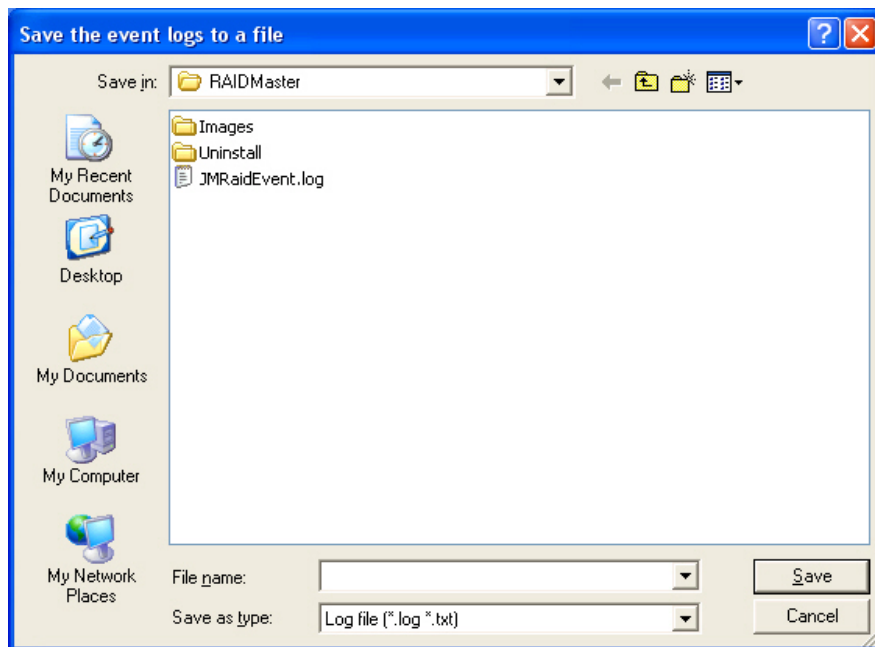 Save the event logs to a file
Save in:
RAIDMaster
My Recent
Documents
Desktop
My Documents
My Computer
My Network
Places
Images
Uninstall
JMRaidEvent.log
File name:
Save
Save as type:
Log file (*.log *.txt)
Cancel